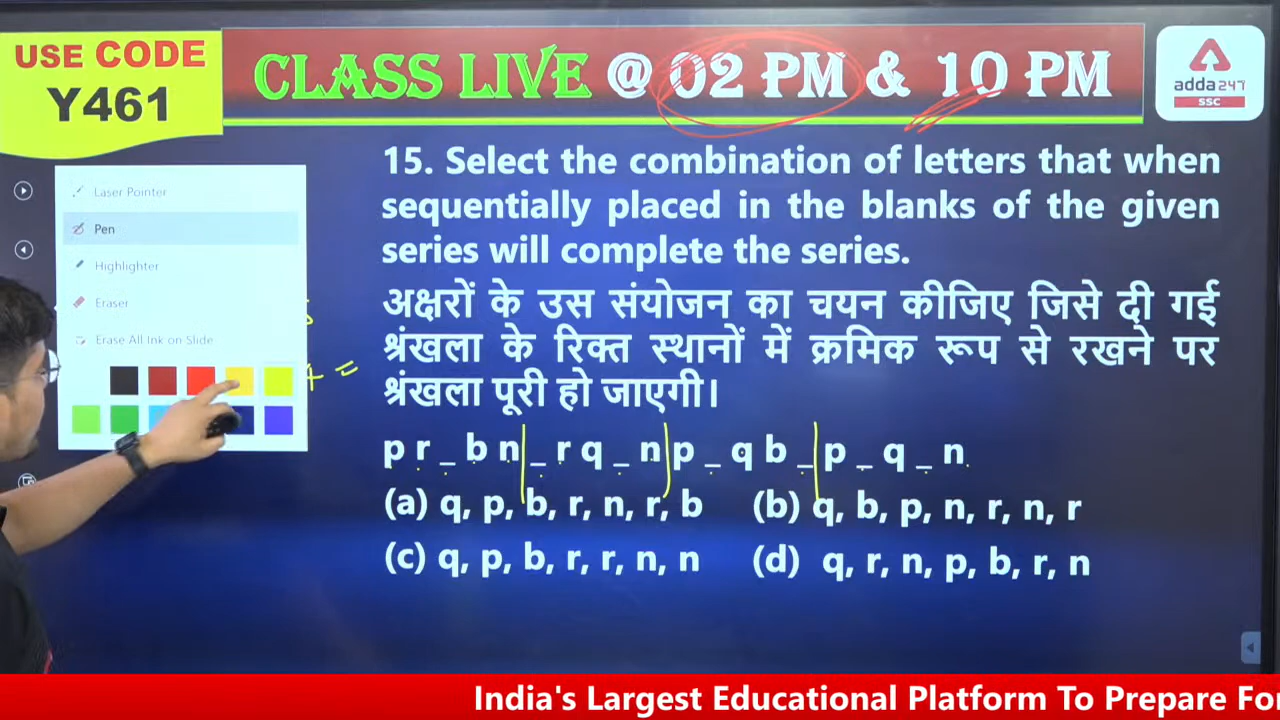 USE CODE
Y461
CLASS LIVE @ 02 PM & 10 PM
adda247
SSC
Laser Pointer
Pen
Highlighter
Eraser
Erase All Ink on Slide
15. Select the combination of letters that when
sequentially placed in the blanks of the given
series will complete the series.
अक्षरों के उस संयोजन का चयन कीजिए जिसे दी गई
श्रंखला के रिक्त स्थानों में क्रमिक रूप से रखने पर
श्रंखला पूरी हो जाएगी।
p r _ b n _ r q _ n p _ q b _ p _ q _ n
(a) q, p, b, r, n, r, b (b) q, b, p, n, r, n, r
(c) q, p, b, r, r, n, n (d) q, r, n, p, b, r, n
India's Largest Educational Platform To Prepare